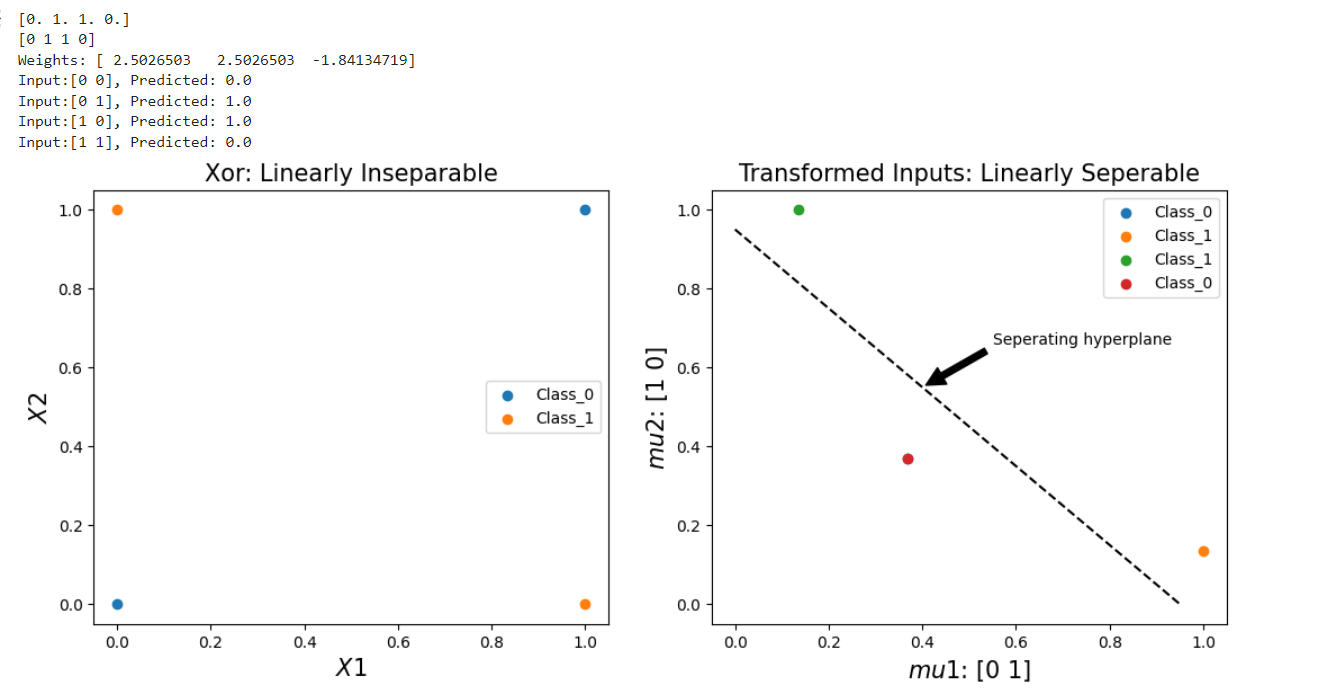 [0. 1. 1. 0.]
[0 1 1 0]
Weights: [ 2.5026503   2.5026503  -1.84134719]
Input:[0 0], Predicted: 0.0
Input:[0 1], Predicted: 1.0
Input:[1 0], Predicted: 1.0
Input:[1 1], Predicted: 0.0
Xor: Linearly Inseparable
1.0
0.8
0.6
0.4
0.2
0.0
X2
Class_0
Class_1
0.0 0.2 0.4 0.6 0.8 1.0
X1
Transformed Inputs: Linearly Seperable
1.0
0.8
0.6
0.4
0.2
0.0
mu2: [1 0]
Class_0
Class_1
Class_1
Class_0
Seperating hyperplane
0.0 0.2 0.4 0.6 0.8 1.0
mu1: [0 1]